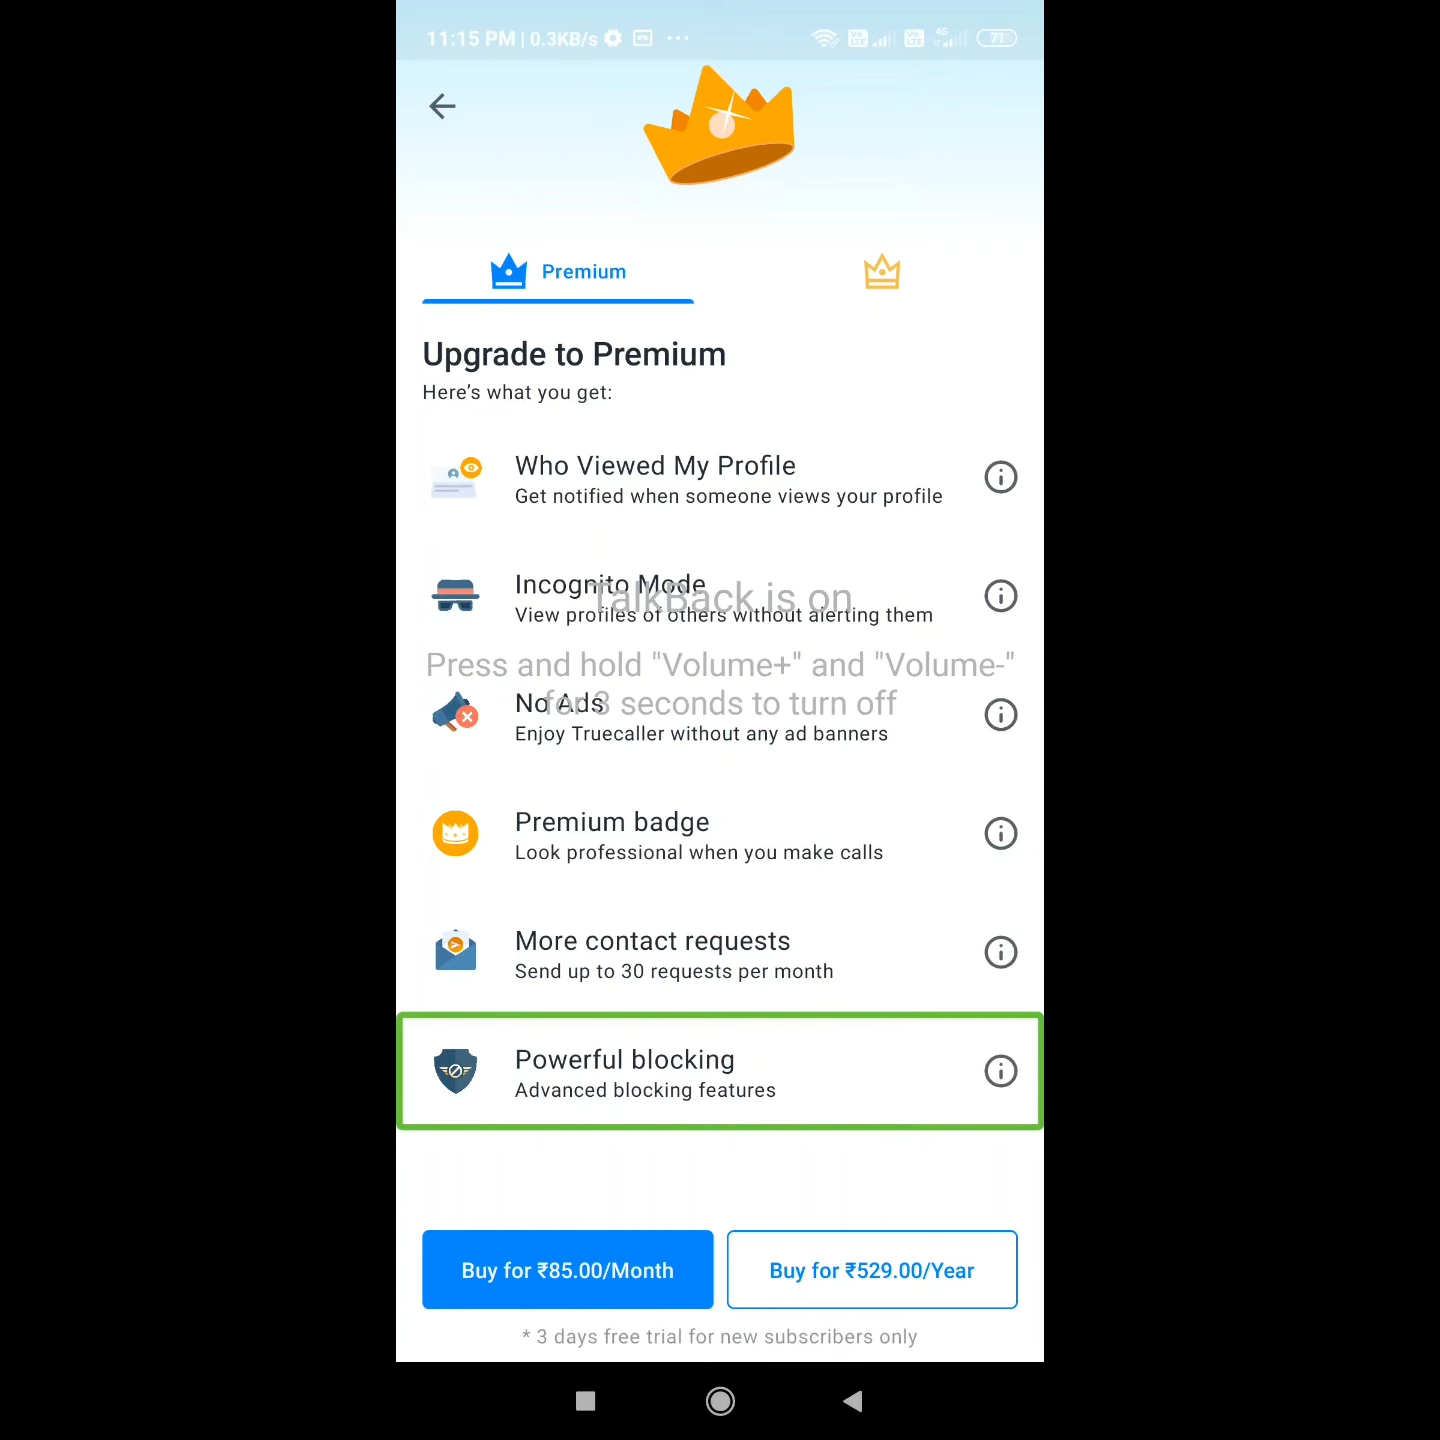 11:15 PM | 0.3KB/s
71
Premium
Upgrade to Premium
Here's what you get:
Who Viewed My Profile
Get notified when someone views your profile
Incognito Mode
View profiles of others without alerting them
TalkBack is on
Press and hold "Volume+" and "Volume-"
for 3 seconds to turn off
No Ads
Enjoy Truecaller without any ad banners
Premium badge
Look professional when you make calls
More contact requests
Send up to 30 requests per month
Powerful blocking
Advanced blocking features
Buy for ₹85.00/Month
Buy for ₹529.00/Year
* 3 days free trial for new subscribers only